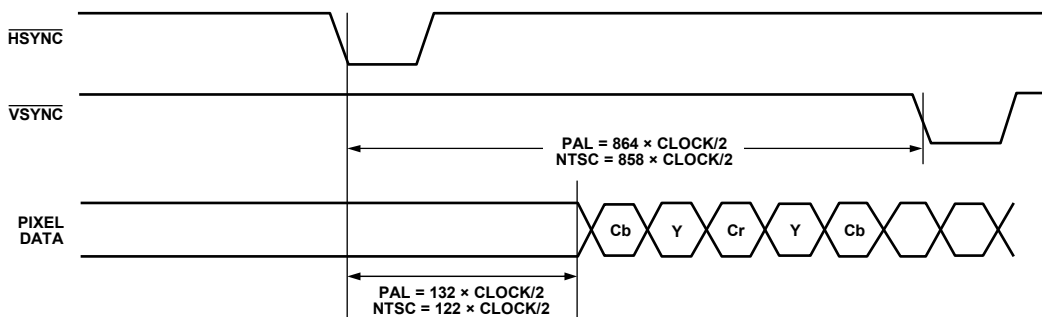 HSYNC
VSYNC
PAL = 864 × CLOCK/2
NTSC = 858 × CLOCK/2
PIXEL
DATA
Cb Y Cr Y Cb
PAL = 132 × CLOCK/2
NTSC = 122 × CLOCK/2